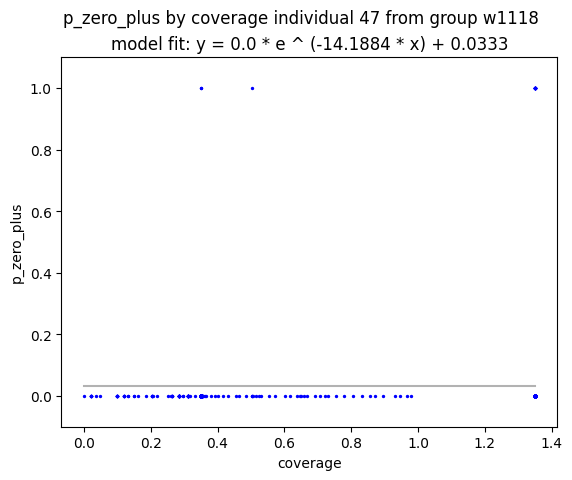 p_zero_plus by coverage individual 47 from group w1118
model fit: y = 0.0 * e ^ (-14.1884 * x) + 0.0333
1.0
0.8
0.6
p_zero_plus
0.4
0.2
0.0
0.0 0.2 0.4 0.6 0.8 1.0 1.2 1.4
coverage